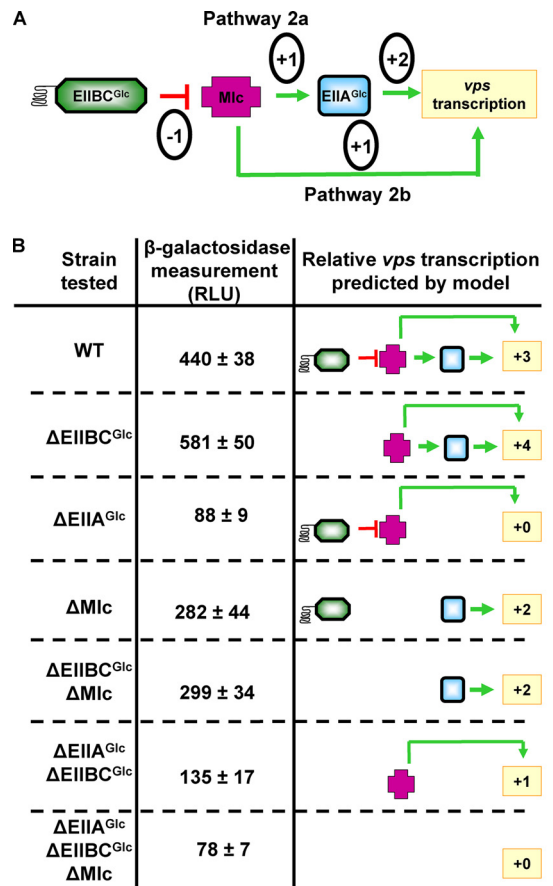 A
Pathway 2a
EIIBC^Glc
-1
Mlc
+1
EIIA^Glc
+2
vps
transcription
+1
Pathway 2b
B
Strain
tested
β-galactosidase
measurement
(RLU)
Relative vps transcription
predicted by model
WT
440 ± 38
+3
ΔEIIBC^Glc
581 ± 50
+4
ΔEIIA^Glc
88 ± 9
+0
ΔMlc
282 ± 44
+2
ΔEIIBC^Glc
ΔMlc
299 ± 34
+2
ΔEIIA^Glc
ΔEIIBC^Glc
135 ± 17
+1
ΔEIIA^Glc
ΔEIIBC^Glc
ΔMlc
78 ± 7
+0